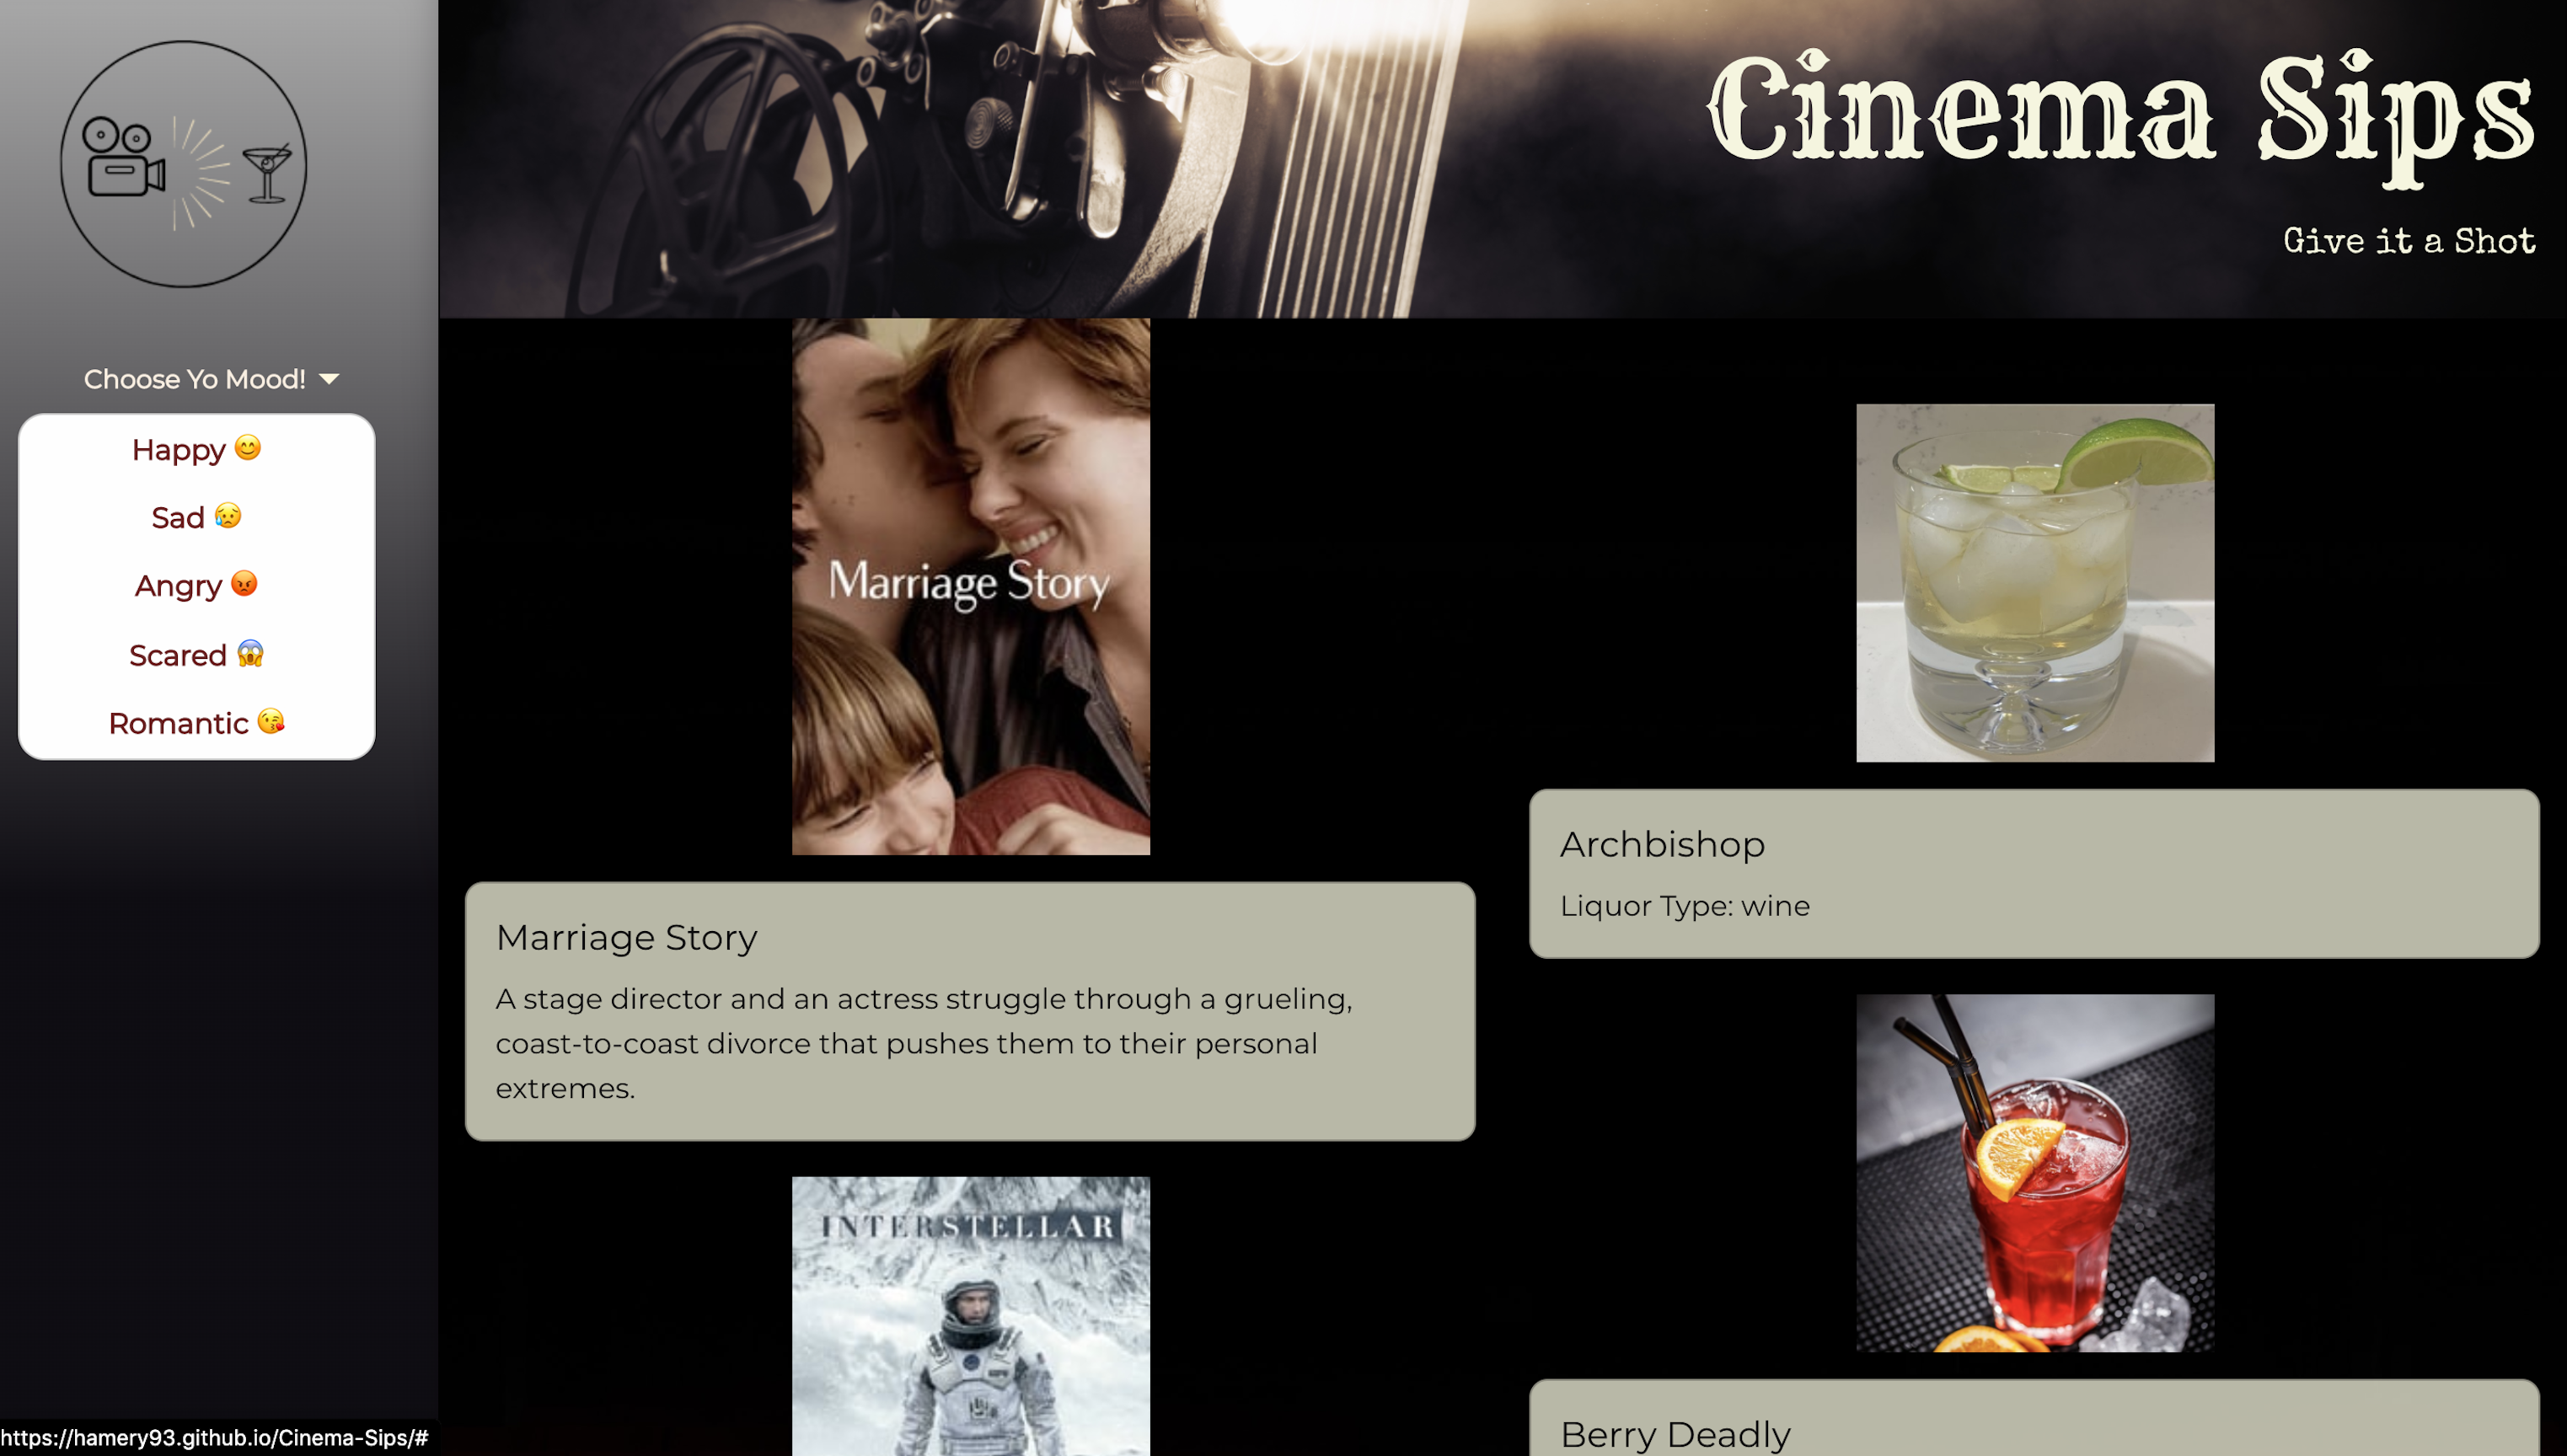 Cinema Sips
Give it a Shot
Choose Yo Mood!
Happy 😊
Sad 😥
Angry 😡
Scared 😱
Romantic 😘
Marriage Story
Marriage Story
A stage director and an actress struggle through a grueling,
coast-to-coast divorce that pushes them to their personal
extremes.
INTERSTELLAR
Archbishop
Liquor Type: wine
Berry Deadly
https://hamery93.github.io/Cinema-Sips/#